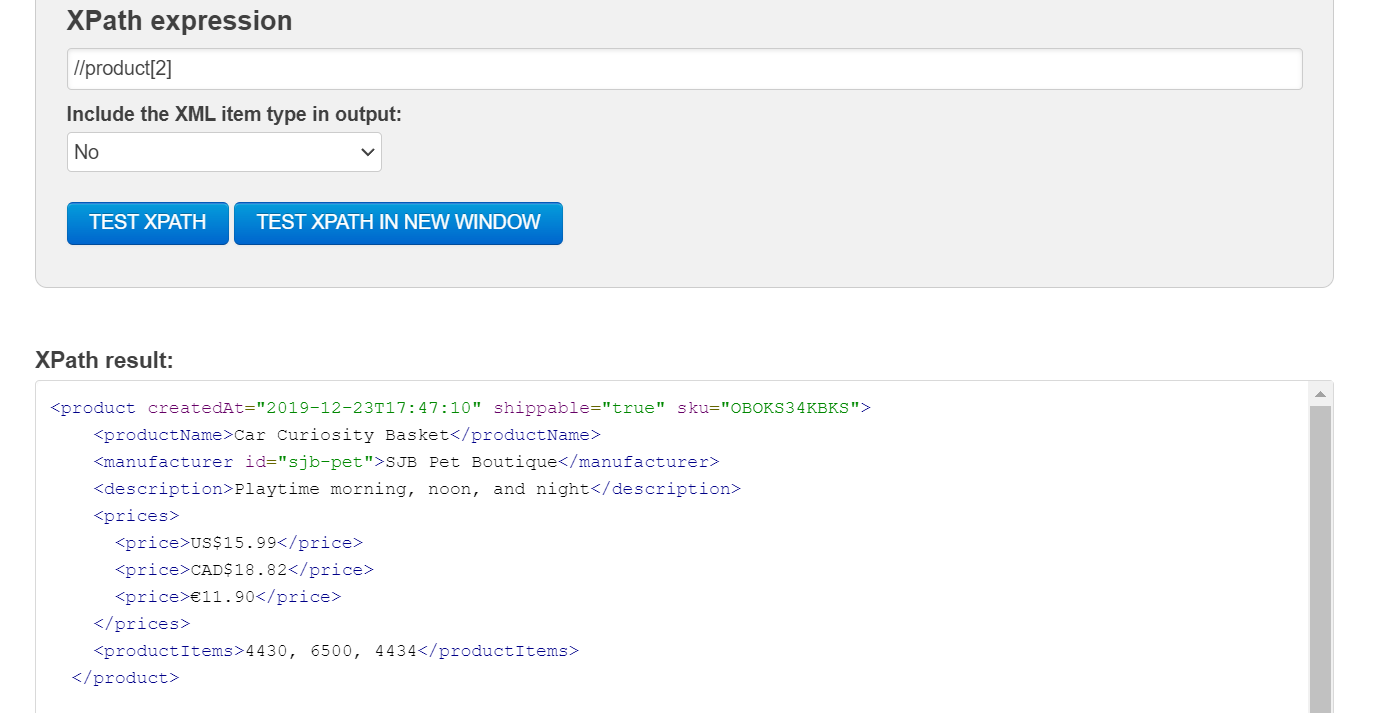 XPath expression
//product[2]
Include the XML item type in output:
No
TEST XPATH TEST XPATH IN NEW WINDOW
XPath result:
<product createdAt="2019-12-23T17:47:10" shippable="true" sku="OBOKS34KBKS">
<productName>Car Curiosity Basket</productName>
<manufacturer id="sjb-pet">SJB Pet Boutique</manufacturer>
<description>Playtime morning, noon, and night</description>
<prices>
<price>US$15.99</price>
<price>CAD$18.82</price>
<price>€11.90</price>
</prices>
<productItems>4430, 6500, 4434</productItems>
</product>